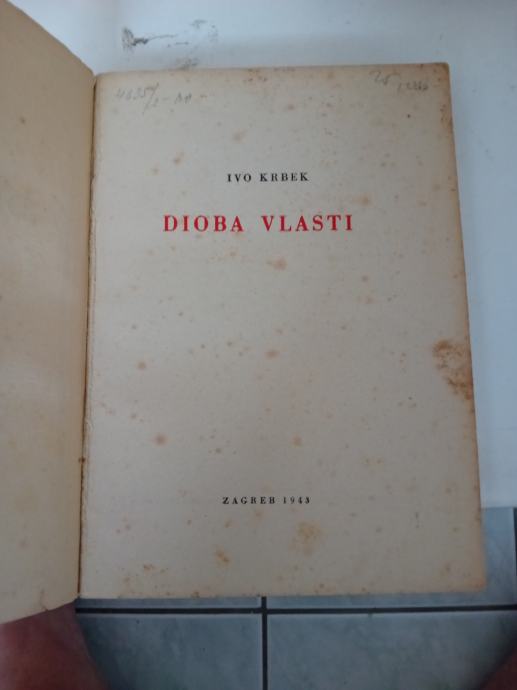 IVO KRBEK
DIOBA VLASTI
ZAGREB 1943